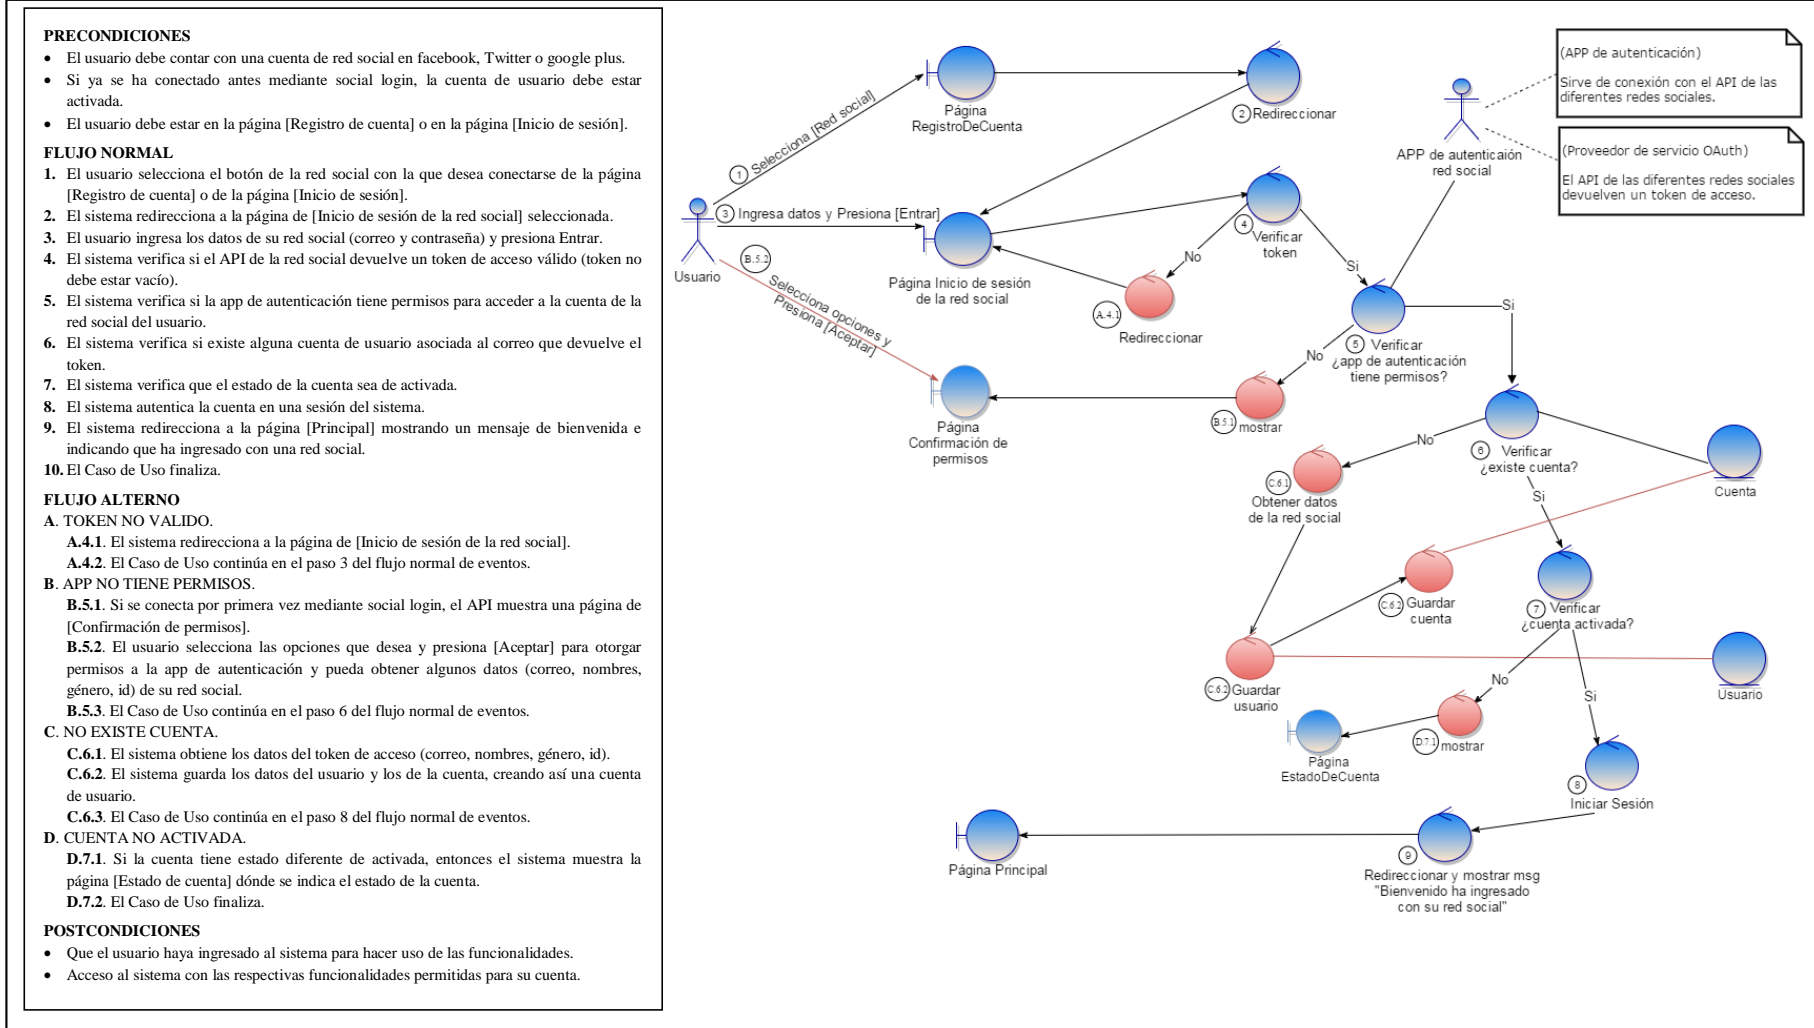 PRECONDICIONES
• El usuario debe contar con una cuenta de red social en facebook, Twitter o google plus.
• Si ya se ha conectado antes mediante social login, la cuenta de usuario debe estar
activada.
• El usuario debe estar en la página [Registro de cuenta] o en la página [Inicio de sesión].
FLUJO NORMAL
1. El usuario selecciona el botón de la red social con la que desea conectarse de la página
[Registro de cuenta] o de la página [Inicio de sesión].
2. El sistema redirecciona a la página de [Inicio de sesión de la red social] seleccionada.
3. El usuario ingresa los datos de su red social (correo y contraseña) y presiona Entrar.
4. El sistema verifica si el API de la red social devuelve un token de acceso válido (token no
debe estar vacío).
5. El sistema verifica si la app de autenticación tiene permisos para acceder a la cuenta de la
red social del usuario.
6. El sistema verifica si existe alguna cuenta de usuario asociada al correo que devuelve el
token.
7. El sistema verifica que el estado de la cuenta sea de activada.
8. El sistema autentica la cuenta en una sesión del sistema.
9. El sistema redirecciona a la página [Principal] mostrando un mensaje de bienvenida e
indicando que ha ingresado con una red social.
10. El Caso de Uso finaliza.
FLUJO ALTERNO
A. TOKEN NO VALIDO.
A.4.1. El sistema redirecciona a la página de [Inicio de sesión de la red social].
A.4.2. El Caso de Uso continúa en el paso 3 del flujo normal de eventos.
B. APP NO TIENE PERMISOS.
B.5.1. Si se conecta por primera vez mediante social login, el API muestra una página de
[Confirmación de permisos].
B.5.2. El usuario selecciona las opciones que desea y presiona [Aceptar] para otorgar
permisos a la app de autenticación y pueda obtener algunos datos (correo, nombres,
género, id) de su red social.
B.5.3. El Caso de Uso continúa en el paso 6 del flujo normal de eventos.
C. NO EXISTE CUENTA.
C.6.1. El sistema obtiene los datos del token de acceso (correo, nombres, género, id).
C.6.2. El sistema guarda los datos del usuario y los de la cuenta, creando así una cuenta
de usuario.
C.6.3. El Caso de Uso continúa en el paso 8 del flujo normal de eventos.
D. CUENTA NO ACTIVADA.
D.7.1. Si la cuenta tiene estado diferente de activada, entonces el sistema muestra la
página [Estado de cuenta] dónde se indica el estado de la cuenta.
D.7.2. El Caso de Uso finaliza.
POSTCONDICIONES
• Que el usuario haya ingresado al sistema para hacer uso de las funcionalidades.
• Acceso al sistema con las respectivas funcionalidades permitidas para su cuenta.
Página
RegistroDeCuenta
2 Redireccionar
(APP de autenticación)
Sirve de conexión con el API de las
diferentes redes sociales.
(Proveedor de servicio OAuth)
El API de las diferentes redes sociales
devuelven un token de acceso.
APP de autenticaión
red social
1 Selecciona [Red social]
3 Ingresa datos y Presiona [Entrar]
Usuario
Página Inicio de sesión
de la red social
4 Verificar
token
No
Si
A.4.1
Redireccionar
B.5.2
Selecciona opciones y
Presiona [Aceptar]
5 Verificar
¿app de autenticación
tiene permisos?
Si
No
B.5.1 mostrar
Página
Confirmación de
permisos
6 Verificar
¿existe cuenta?
No
Si
Cuenta
C.6.1
Obtener datos
de la red social
C.6.2 Guardar
cuenta
7 Verificar
¿cuenta activada?
No
Si
C.6.2 Guardar
usuario
Usuario
D.7.1 mostrar
Página
EstadoDeCuenta
8
Iniciar Sesión
9
Redireccionar y mostrar msg
"Bienvenido ha ingresado
con su red social"
Página Principal